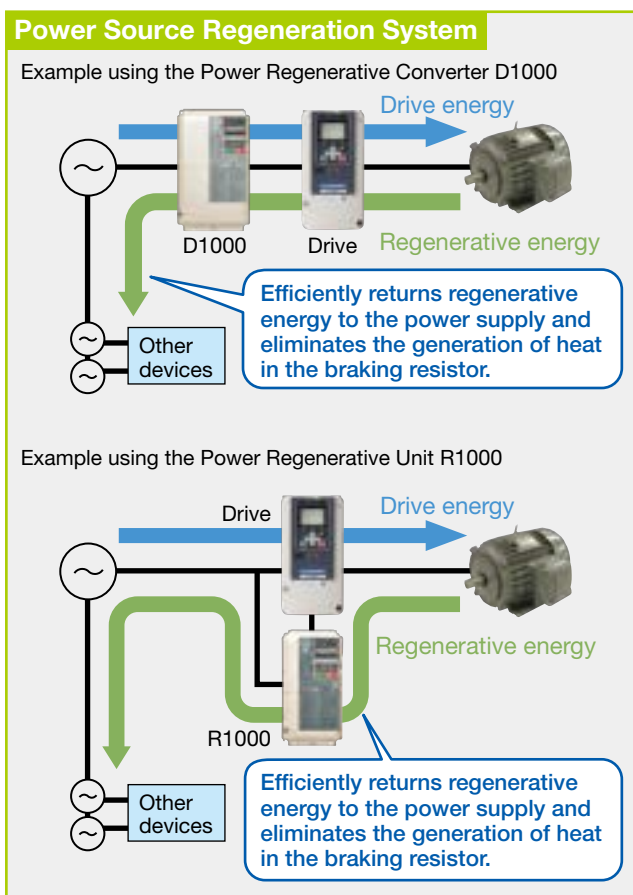 Power Source Regeneration System
Example using the Power Regenerative Converter D1000
Drive energy
D1000
Drive
Regenerative energy
Efficiently returns regenerative
energy to the power supply and
eliminates the generation of heat
in the braking resistor.
Other
devices
Example using the Power Regenerative Unit R1000
Drive
Drive energy
Regenerative energy
R1000
Efficiently returns regenerative
energy to the power supply and
eliminates the generation of heat
in the braking resistor.
Other
devices